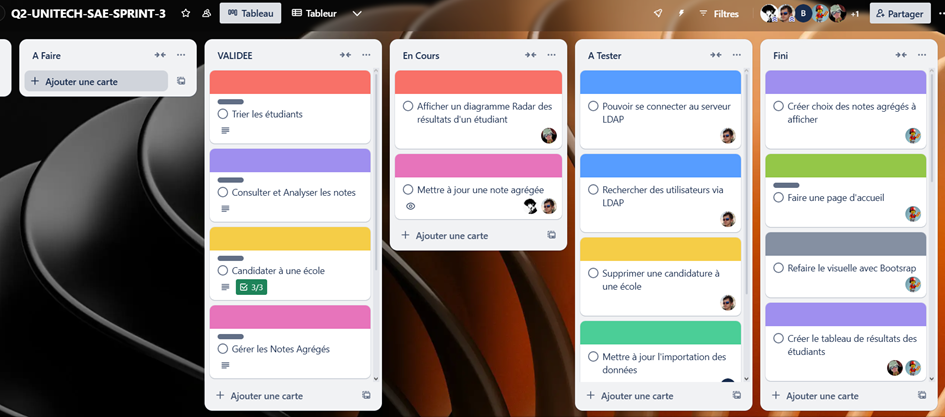 Q2-UNITECH-SAE-SPRINT-3
Tableau
Tableur
Filtres
B
+1
Partager
A Faire
Ajouter une carte
VALIDEE
Trier les étudiants
Consulter et Analyser les notes
Candidater à une école
3/3
Gérer les Notes Agrégés
Ajouter une carte
En Cours
Afficher un diagramme Radar des
résultats d'un étudiant
Mettre à jour une note agrégée
Ajouter une carte
A Tester
Pouvoir se connecter au serveur
LDAP
Rechercher des utilisateurs via
LDAP
Supprimer une candidature à
une école
Mettre à jour l'importation des
données
Ajouter une carte
Fini
Créer choix des notes agrégés à
afficher
Faire une page d'accueil
Refaire le visuelle avec Bootsrap
Créer le tableau de résultats des
étudiants
Ajouter une carte